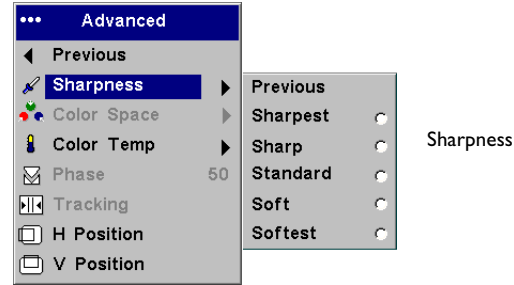 ••• Advanced
Previous
Sharpness
Color Space
Color Temp
Phase 50
Tracking
H Position
V Position
Previous
Sharpest
Sharp
Standard
Soft
Softest
Sharpness